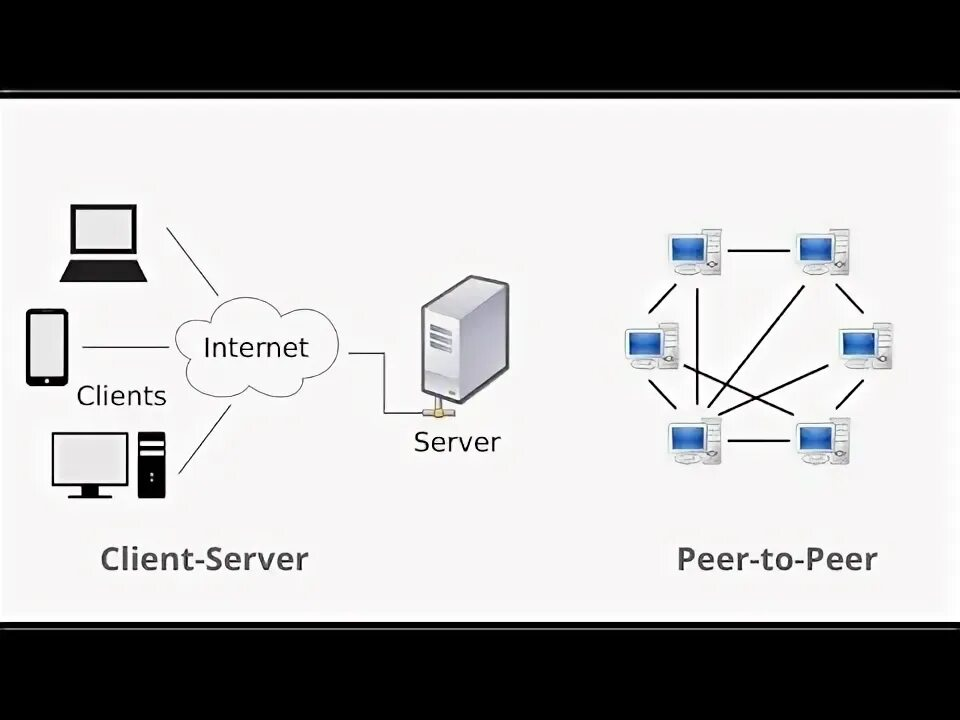 Internet
Clients
Server
Client-Server
Peer-to-Peer